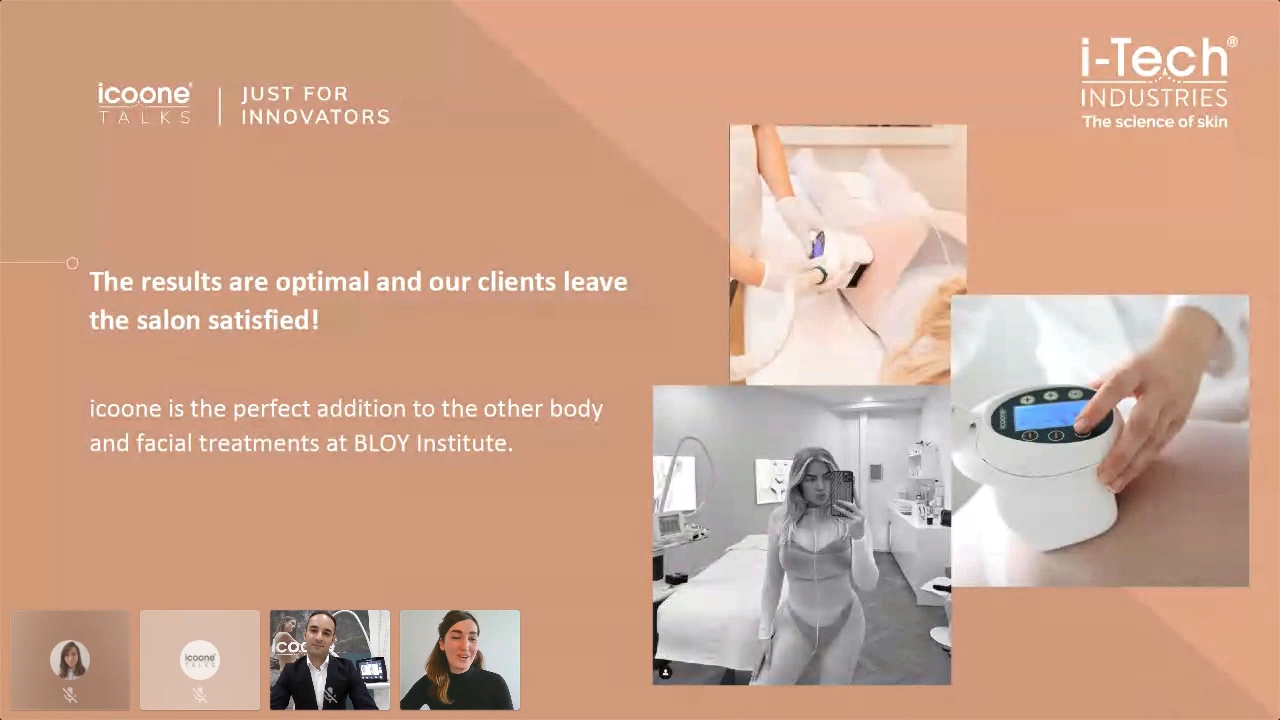 icoone®
TALKS
JUST FOR
INNOVATORS
i-Tech®
INDUSTRIES
The science of skin
The results are optimal and our clients leave
the salon satisfied!
icoone is the perfect addition to the other body
and facial treatments at BLOY Institute.
icoone
icoone
TALKS
icoo